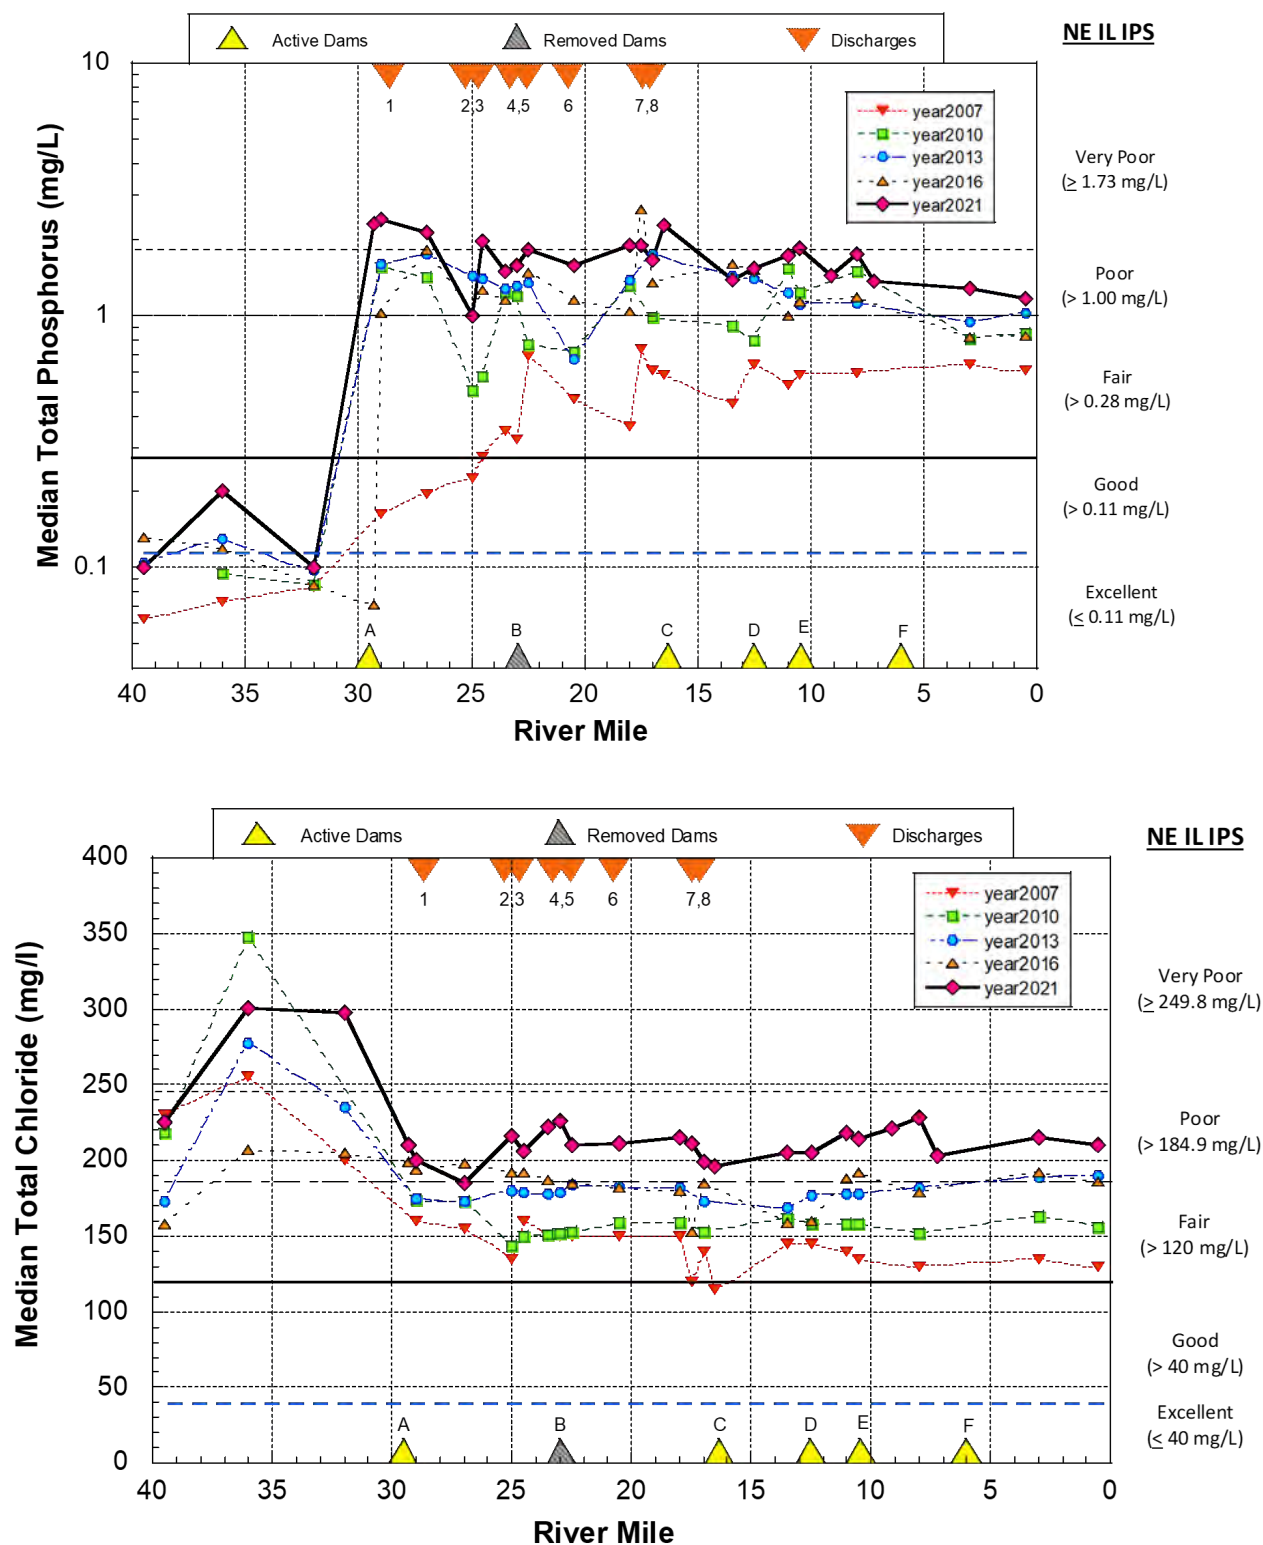 Active Dams Removed Dams Discharges
NE IL IPS
10
1 2,3 4,5 6 7,8
year2007
year2010
year2013
year2016
year2021
Very Poor
(≥ 1.73 mg/L)
Poor
(> 1.00 mg/L)
1
Fair
(> 0.28 mg/L)
Good
(> 0.11 mg/L)
0.1
Excellent
(≤ 0.11 mg/L)
A B C D E F
40 35 30 25 20 15 10 5 0
River Mile
Median Total Phosphorus (mg/L)
Active Dams Removed Dams Discharges
NE IL IPS
400
1 2,3 4,5 6 7,8
year2007
year2010
year2013
year2016
year2021
350
Very Poor
(≥ 249.8 mg/L)
300
250
Poor
(> 184.9 mg/L)
200
Fair
(> 120 mg/L)
150
100
Good
(> 40 mg/L)
50
Excellent
(≤ 40 mg/L)
A B C D E F
0
40 35 30 25 20 15 10 5 0
River Mile
Median Total Chloride (mg/l)